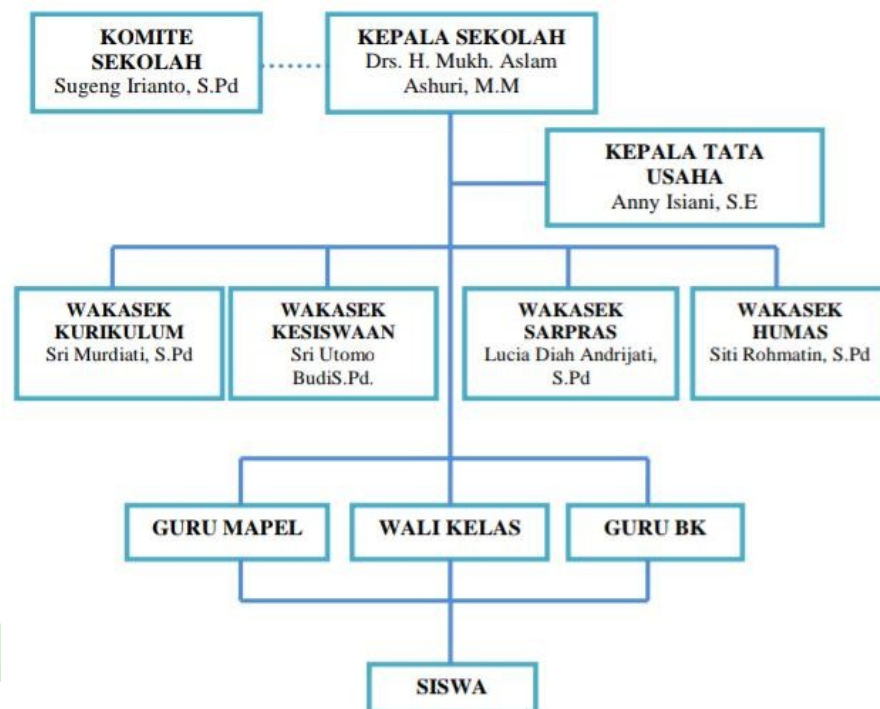 KOMITE
SEKOLAH
Sugeng Irianto, S.Pd
KEPALA SEKOLAH
Drs. H. Mukh. Aslam
Ashuri, M.M
KEPALA TATA
USAHA
Anny Isiani, S.E
WAKASEK
KURIKULUM
Sri Murdiati, S.Pd
WAKASEK
KESISWAAN
Sri Utomo
BudiS.Pd.
WAKASEK
SARPRAS
Lucia Diah Andrijati,
S.Pd
WAKASEK
HUMAS
Siti Rohmatin, S.Pd
GURU MAPEL
WALI KELAS
GURU BK
SISWA